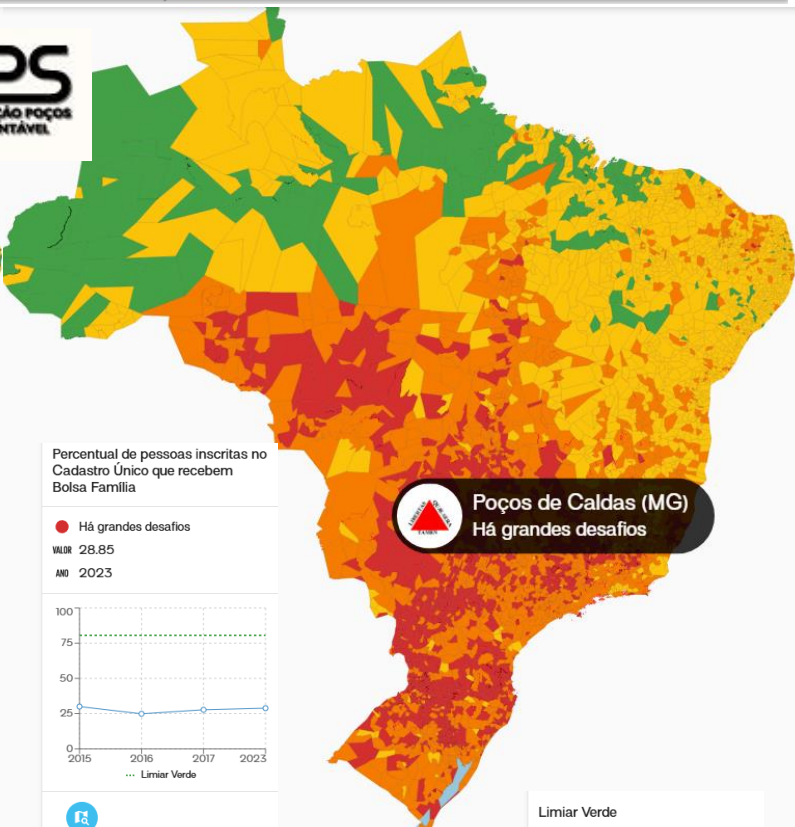 PS
ÇÃO POÇOS
NTÁVEL
Poços de Caldas (MG)
Há grandes desafios
Percentual de pessoas inscritas no
Cadastro Único que recebem
Bolsa Família
Há grandes desafios
VALOR 28.85
ANO 2023
100
75
50
25
0
2015 2016 2017 2023
Limiar Verde
Limiar Verde